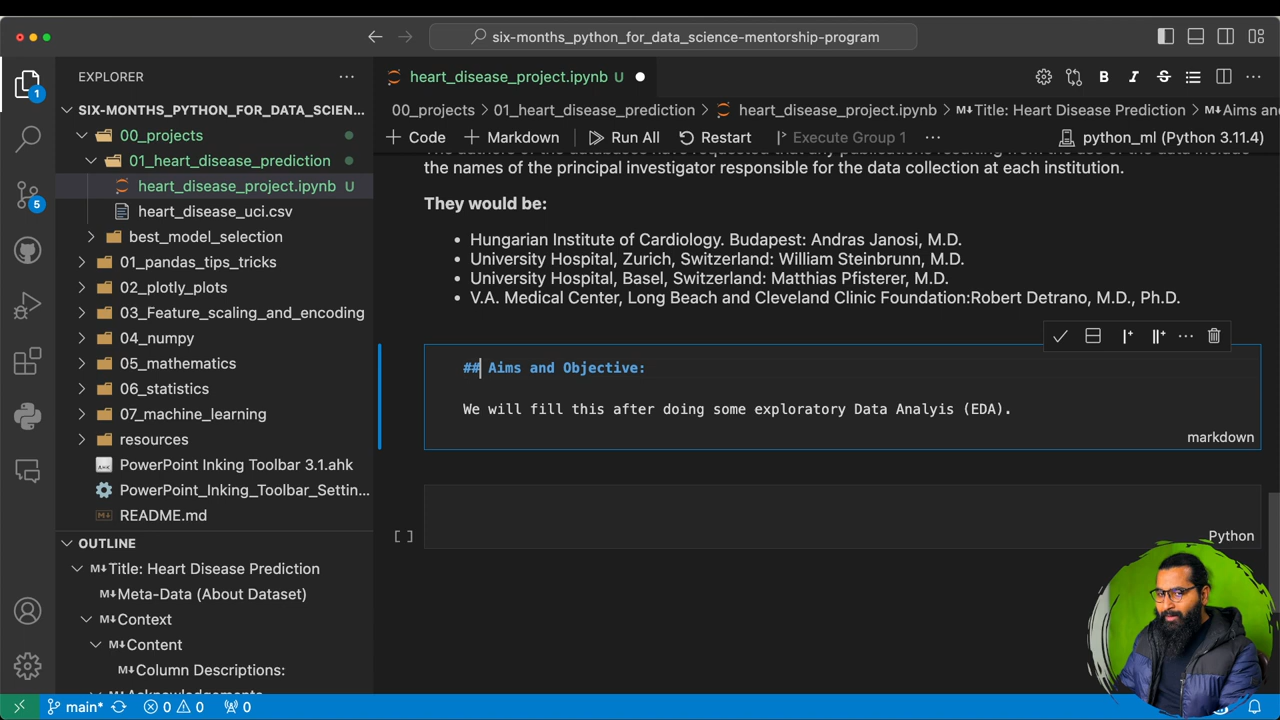 six-months_python_for_data_science-mentorship-program
EXPLORER
heart_disease_project.ipynb U
1
SIX-MONTHS_PYTHON_FOR_DATA_SCIEN...
00_projects > 01_heart_disease_prediction > heart_disease_project.ipynb > M↓Title: Heart Disease Prediction > M↓Aims an
00_projects
Code Markdown Run All Restart Execute Group 1 ... python_ml (Python 3.11.4)
01_heart_disease_prediction
the names of the principal investigator responsible for the data collection at each institution.
heart_disease_project.ipynb U
5
They would be:
heart_disease_uci.csv
best_model_selection
• Hungarian Institute of Cardiology. Budapest: Andras Janosi, M.D.
01_pandas_tips_tricks
• University Hospital, Zurich, Switzerland: William Steinbrunn, M.D.
02_plotly_plots
• University Hospital, Basel, Switzerland: Matthias Pfisterer, M.D.
03_Feature_scaling_and_encoding
• V.A. Medical Center, Long Beach and Cleveland Clinic Foundation:Robert Detrano, M.D., Ph.D.
04_numpy
05_mathematics
## Aims and Objective:
06_statistics
07_machine_learning
We will fill this after doing some exploratory Data Analyis (EDA).
resources
markdown
PowerPoint Inking Toolbar 3.1.ahk
PowerPoint_Inking_Toolbar_Settin...
README.md
[ ]
Python
OUTLINE
M↓Title: Heart Disease Prediction
M↓Meta-Data (About Dataset)
M↓Context
M↓Content
M↓Column Descriptions:
main* 0 0 0